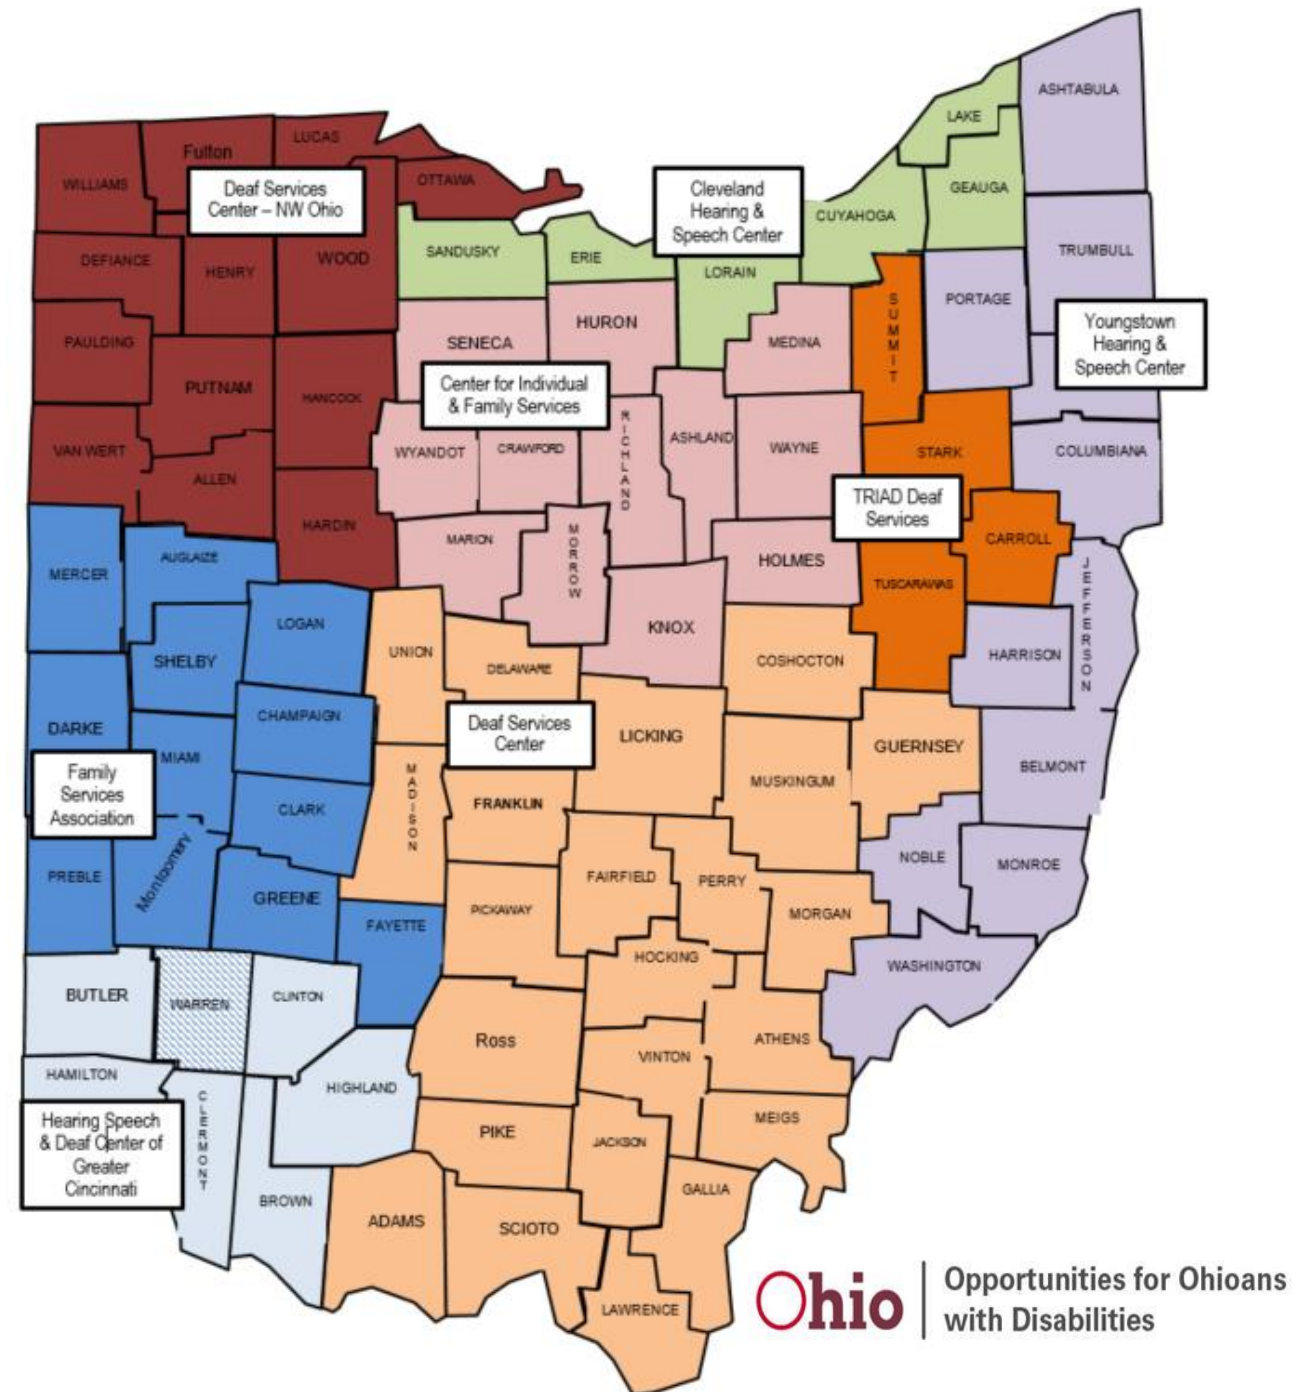 ASHTABULA
LAKE
GEAUGA
LUCAS
Fulton
WILLIAMS
OTTAWA
Deaf Services
Center – NW Ohio
Cleveland
Hearing &
Speech Center
CUYAHOGA
TRUMBULL
SANDUSKY
ERIE
LORAIN
DEFIANCE
HENRY
WOOD
PORTAGE
SUMMIT
Youngstown
Hearing &
Speech Center
HURON
SENECA
MEDINA
PAULDING
PUTNAM
HANCOCK
Center for Individual
& Family Services
RICHLAND
ASHLAND
WAYNE
STARK
COLUMBIANA
VAN WERT
ALLEN
WYANDOT
CRAWFORD
TRIAD Deaf
Services
HARDIN
MARION
MORROW
HOLMES
CARROLL
JEFFERSON
MERCER
AUGLAIZE
TUSCARAWAS
LOGAN
KNOX
UNION
SHELBY
DELAWARE
COSHOCTON
HARRISON
DARKE
CHAMPAIGN
Deaf Services
Center
LICKING
GUERNSEY
MIAMI
BELMONT
Family
Services
Association
MADISON
MUSKINGUM
CLARK
FRANKLIN
PREBLE
Montgomery
GREENE
FAIRFIELD
PERRY
NOBLE
MONROE
PICKAWAY
MORGAN
FAYETTE
HOCKING
WASHINGTON
BUTLER
WARREN
CLINTON
Ross
ATHENS
VINTON
HAMILTON
CLERMONT
HIGHLAND
Hearing Speech
& Deaf Center of
Greater
Cincinnati
PIKE
JACKSON
MEIGS
BROWN
ADAMS
SCIOTO
GALLIA
LAWRENCE
Ohio
Opportunities for Ohioans
with Disabilities